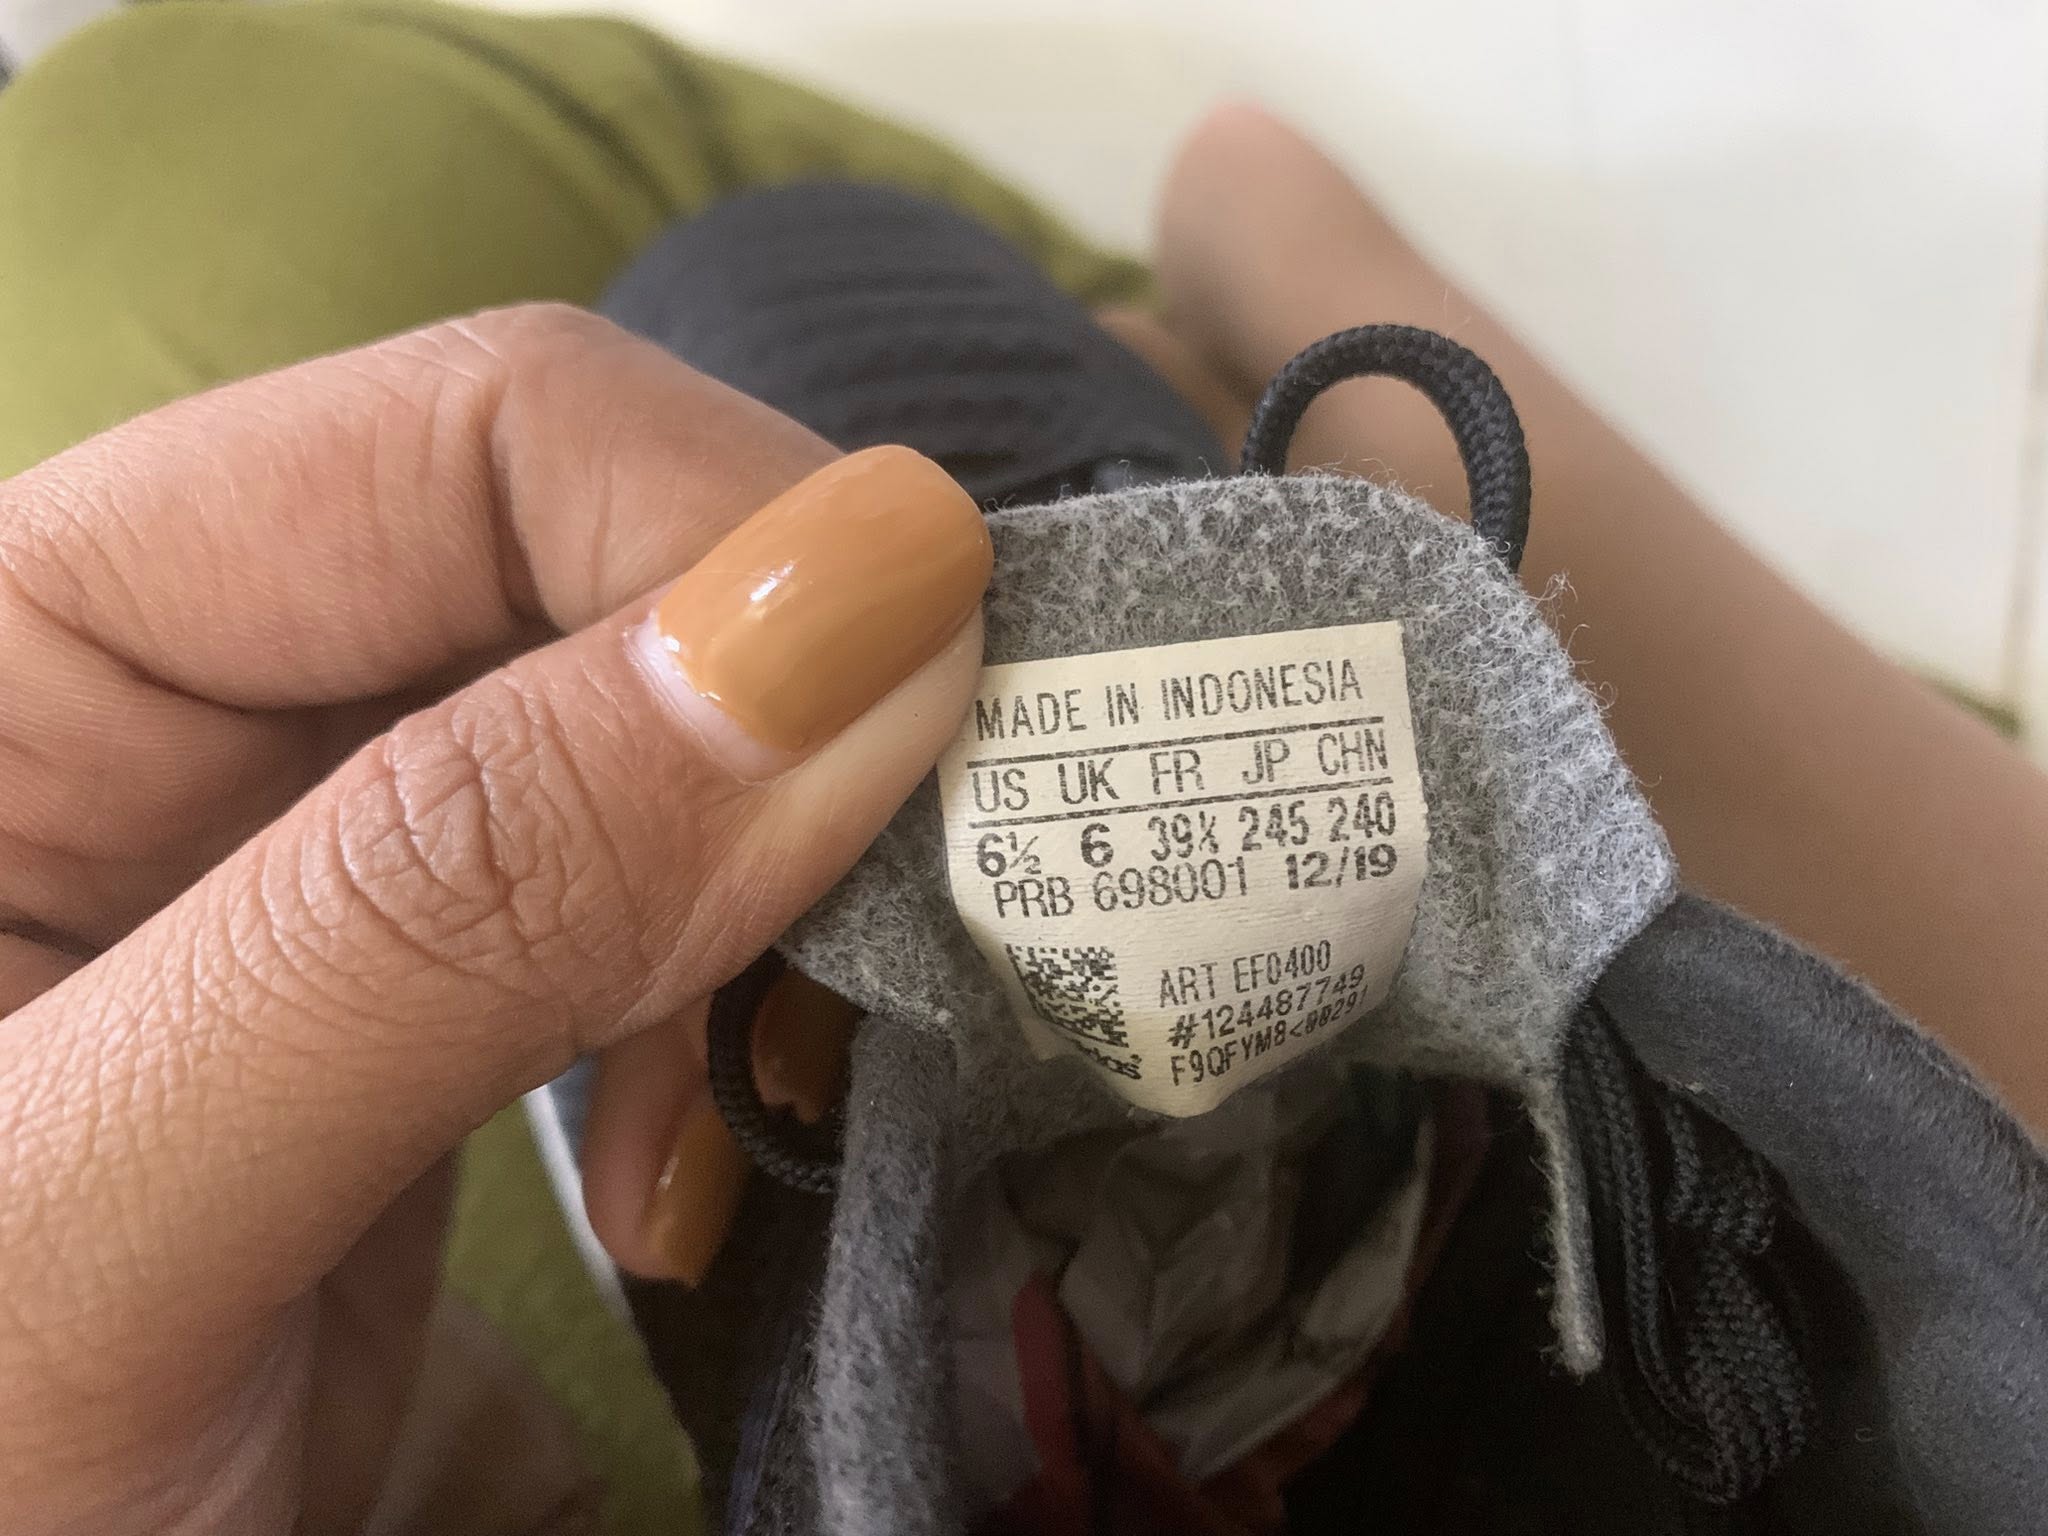 MADE IN INDONESIA
US UK FR JP CHN
6½ 6 39⅓ 245 240
PRB 698001 12/19
ART EF0400
#124487749
F9QFYM8<00291